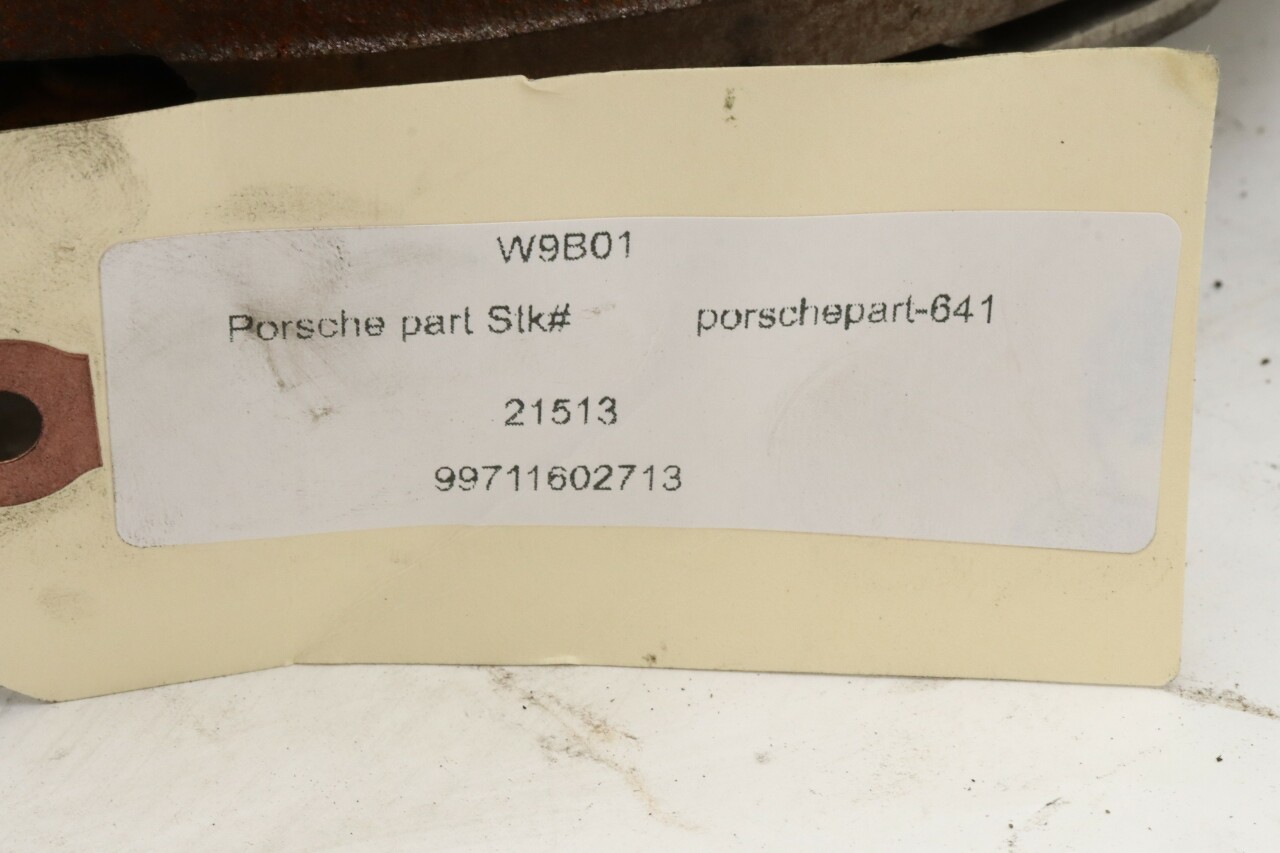 W9B01
Porsche part Stk# porschepart-641
21513
99711602713